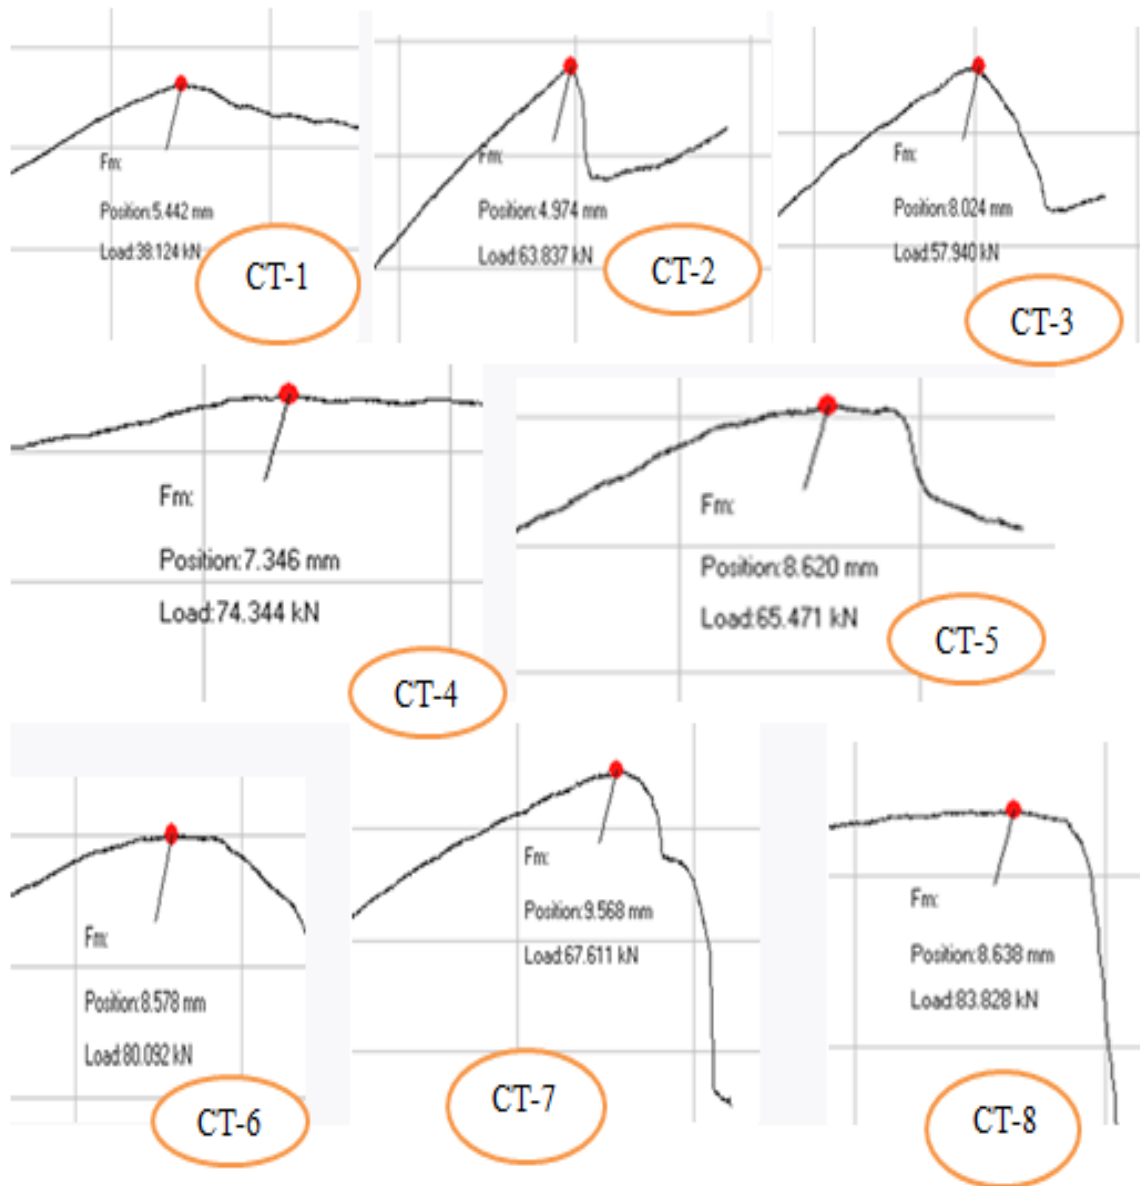 Fm:
Position:5.442 mm
Load:38.124 kN
CT-1
Fm:
Position:4.974 mm
Load:63.837 kN
CT-2
Fm:
Position:8.024 mm
Load:57.940 kN
CT-3
Fm:
Position:7.346 mm
Load:74.344 kN
CT-4
Fm:
Position:8.620 mm
Load:65.471 kN
CT-5
Fm:
Position:8.578 mm
Load:80.092 kN
CT-6
Fm:
Position:9.568 mm
Load:67.611 kN
CT-7
Fm:
Position:8.638 mm
Load:83.828 kN
CT-8